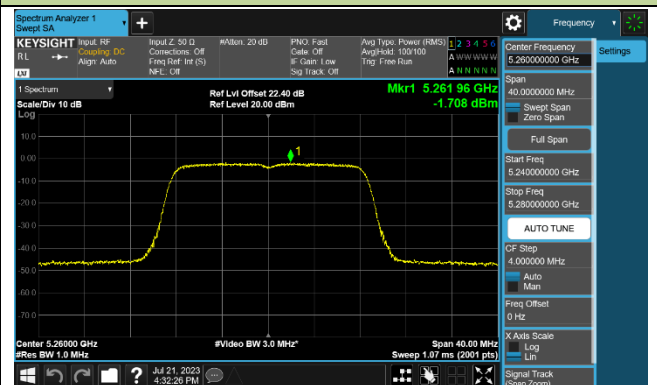 Spectrum Analyzer 1
Swept SA
Frequency
KEYSIGHT
RL
LXI
Input: RF
Coupling: DC
Align: Auto
Input Z: 50 Ω
Corrections: Off
Freq Ref: Int (S)
NFE: Off
#Atten: 20 dB
PNO: Fast
Gate: Off
IF Gain: Low
Sig Track: Off
Avg Type: Power (RMS)
Avg|Hold: 100/100
Trig: Free Run
1 2 3 4 5 6
A W W W W W
A N N N N N
Center Frequency
5.260000000 GHz
Settings
Span
40.0000000 MHz
Swept Span
Zero Span
Full Span
Start Freq
5.240000000 GHz
Stop Freq
5.280000000 GHz
AUTO TUNE
CF Step
4.000000 MHz
Auto
Man
Freq Offset
0 Hz
X Axis Scale
Log
Lin
Signal Track
(Span Zoom)
1 Spectrum
Scale/Div 10 dB
Log
Ref Lvl Offset 22.40 dB
Ref Level 20.00 dBm
Mkr1 5.261 96 GHz
-1.708 dBm
1
10.0
0.00
-10.0
-20.0
-30.0
-40.0
-50.0
-60.0
-70.0
Center 5.26000 GHz
#Res BW 1.0 MHz
#Video BW 3.0 MHz*
Span 40.00 MHz
Sweep 1.07 ms (2001 pts)
Jul 21, 2023
4:32:26 PM